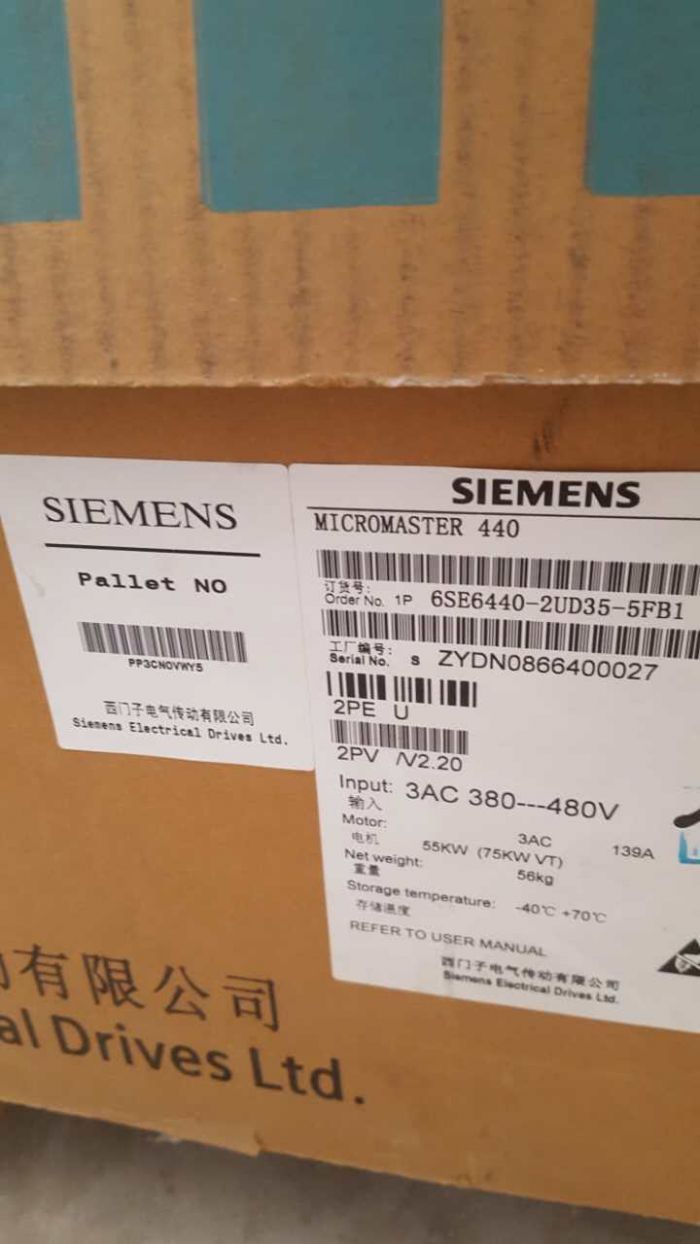 SIEMENS
Pallet NO
PP3CNOVWY5
西门子电气传动有限公司
Siemens Electrical Drives Ltd.
SIEMENS
MICROMASTER 440
订货号:
Order No. 1P 6SE6440-2UD35-5FB1
工厂编号:
Serial No. S ZYDN0866400027
2PE U
2PV /V2.20
Input: 3AC 380---480V
输入
Motor: 3AC
电机 55KW (75KW VT) 139A
Net weight: 56kg
重量
Storage temperature: -40℃ +70℃
存储温度
REFER TO USER MANUAL
西门子电气传动有限公司
Siemens Electrical Drives Ltd.
有限公司
al Drives Ltd.